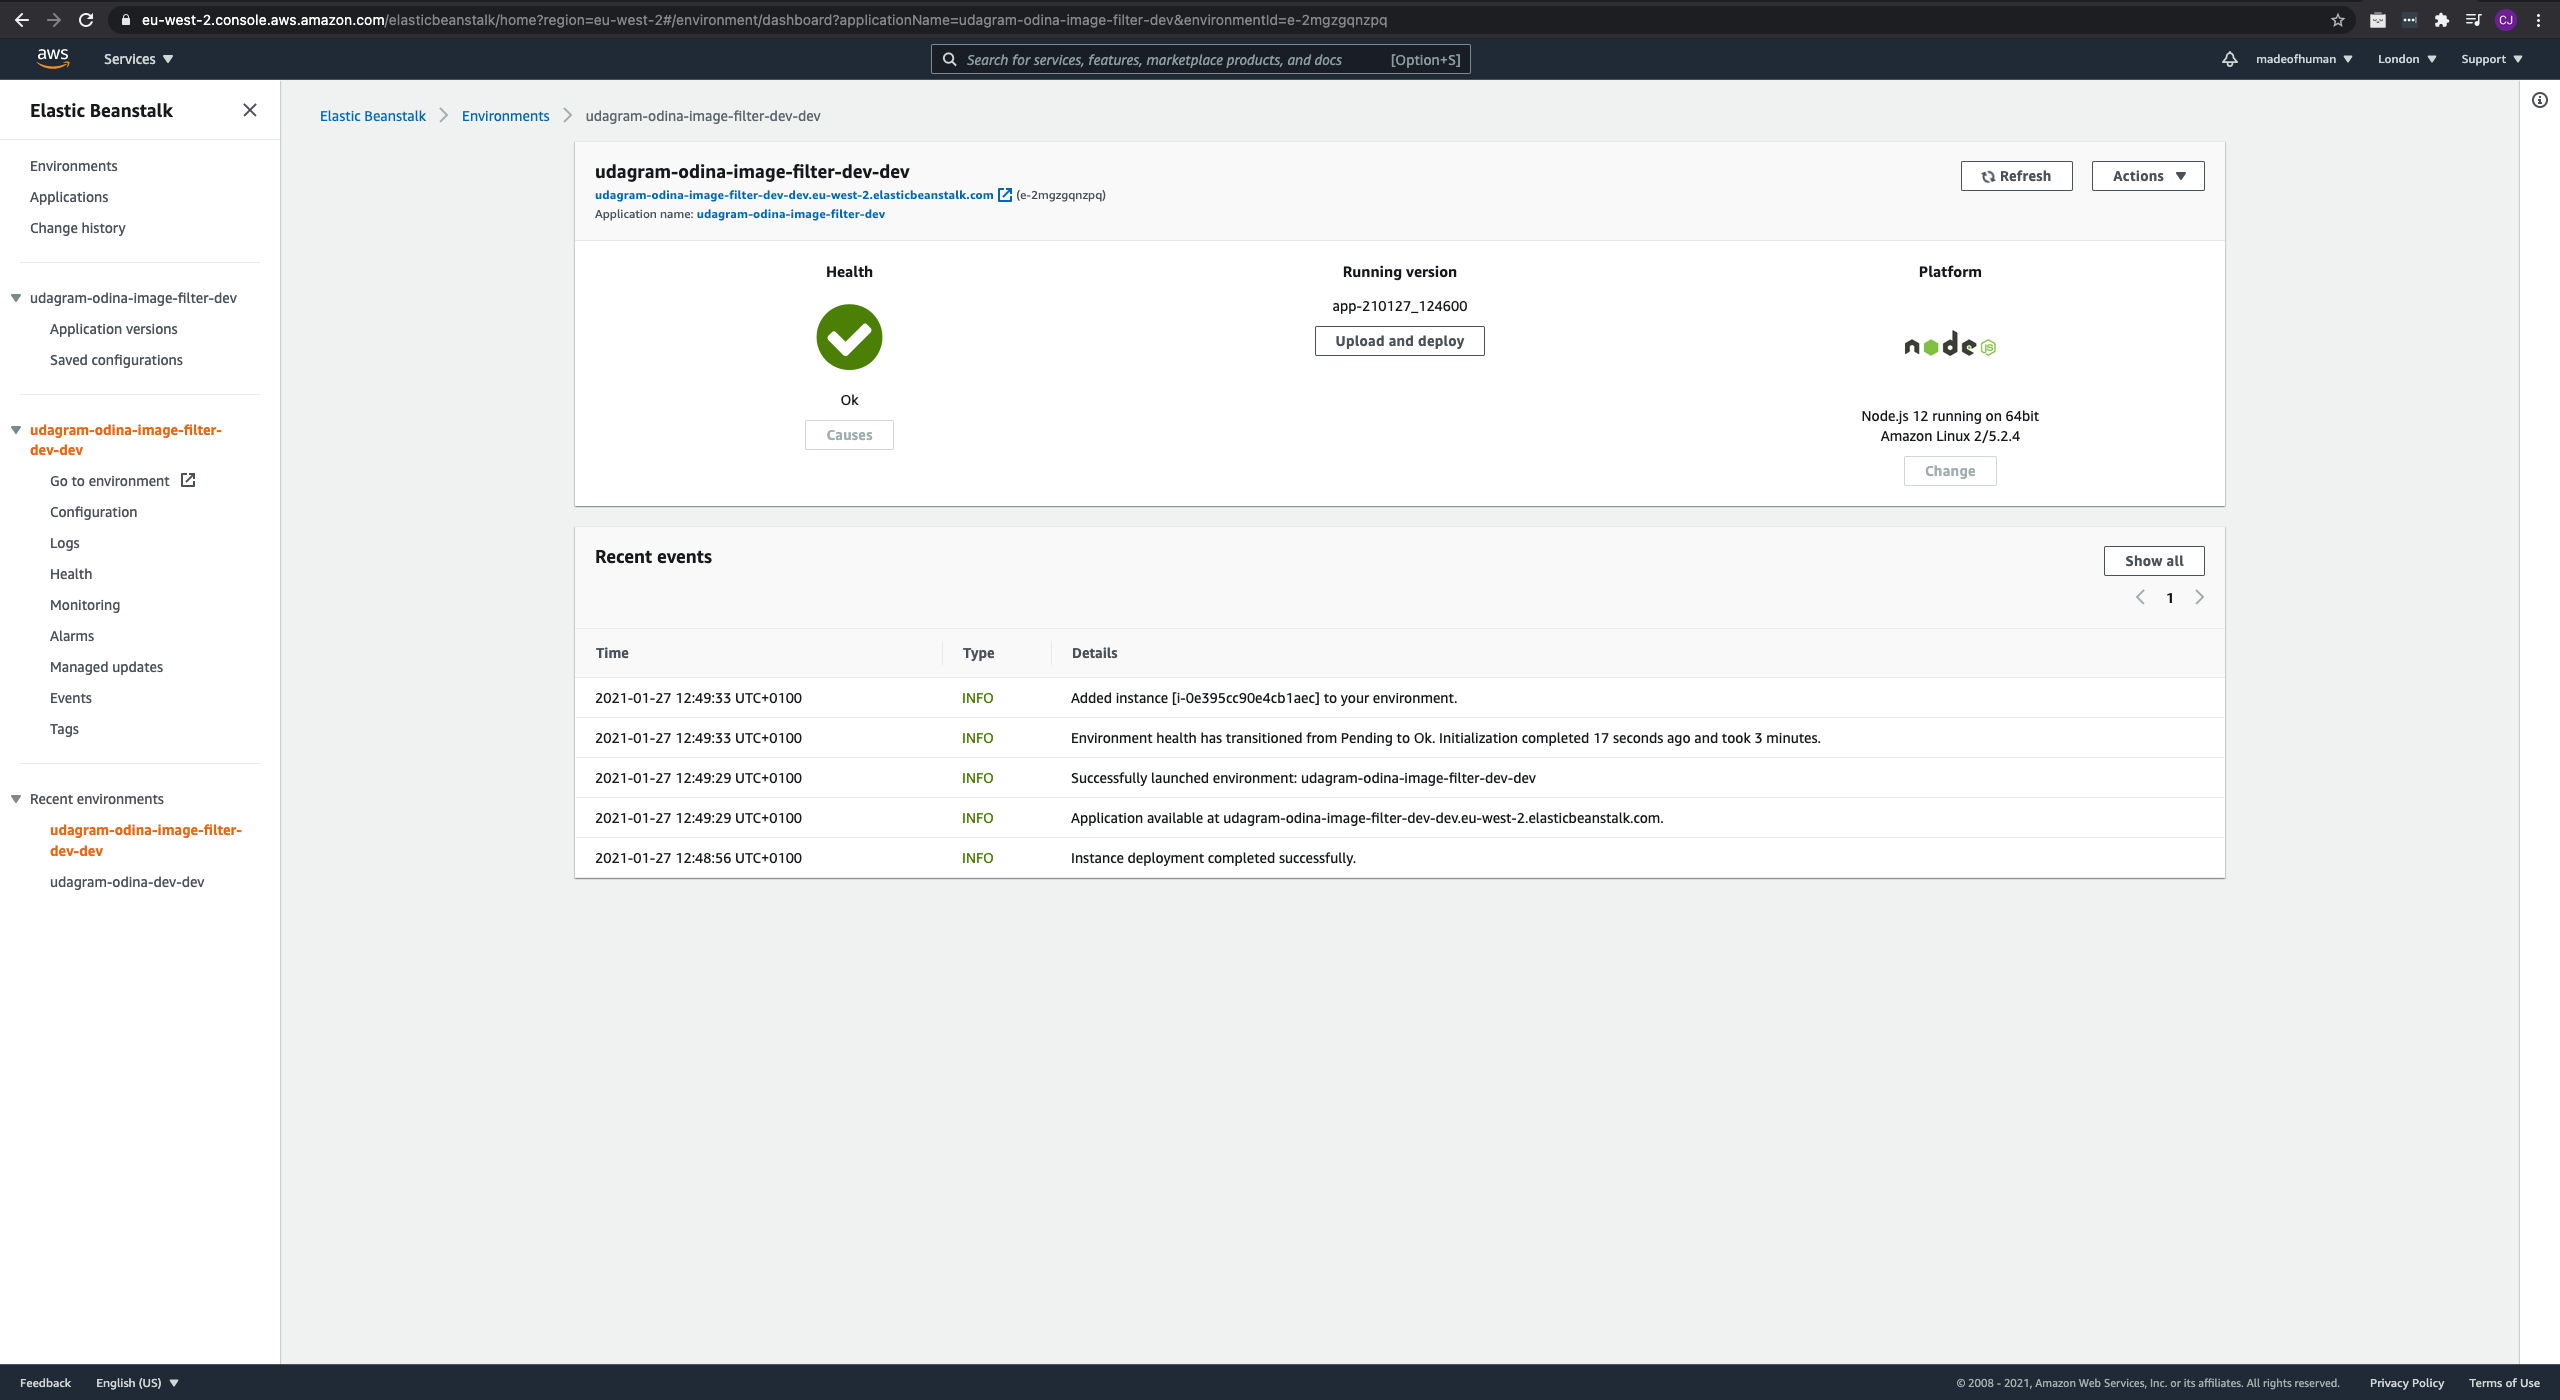 eu-west-2.console.aws.amazon.com/elasticbeanstalk/home?region=eu-west-2#/environment/dashboard?applicationName=udagram-odina-image-filter-dev&environmentId=e-2mgzgqnzpq
CJ
aws
Services
Search for services, features, marketplace products, and docs [Option+S]
madeofhuman
London
Support
Elastic Beanstalk
Environments
Applications
Change history
udagram-odina-image-filter-dev
Application versions
Saved configurations
udagram-odina-image-filter-
dev-dev
Go to environment
Configuration
Logs
Health
Monitoring
Alarms
Managed updates
Events
Tags
Recent environments
udagram-odina-image-filter-
dev-dev
udagram-odina-dev-dev
Elastic Beanstalk
Environments
udagram-odina-image-filter-dev-dev
udagram-odina-image-filter-dev-dev
udagram-odina-image-filter-dev-dev.eu-west-2.elasticbeanstalk.com (e-2mgzgqnzpq)
Application name: udagram-odina-image-filter-dev
Refresh
Actions
Health
Ok
Causes
Running version
app-210127_124600
Upload and deploy
Platform
node JS
Node.js 12 running on 64bit
Amazon Linux 2/5.2.4
Change
Recent events
Show all
1
Time Type Details
2021-01-27 12:49:33 UTC+0100 INFO Added instance [i-0e395cc90e4cb1aec] to your environment.
2021-01-27 12:49:33 UTC+0100 INFO Environment health has transitioned from Pending to Ok. Initialization completed 17 seconds ago and took 3 minutes.
2021-01-27 12:49:29 UTC+0100 INFO Successfully launched environment: udagram-odina-image-filter-dev-dev
2021-01-27 12:49:29 UTC+0100 INFO Application available at udagram-odina-image-filter-dev-dev.eu-west-2.elasticbeanstalk.com.
2021-01-27 12:48:56 UTC+0100 INFO Instance deployment completed successfully.
Feedback
English (US)
© 2008 - 2021, Amazon Web Services, Inc. or its affiliates. All rights reserved.
Privacy Policy
Terms of Use